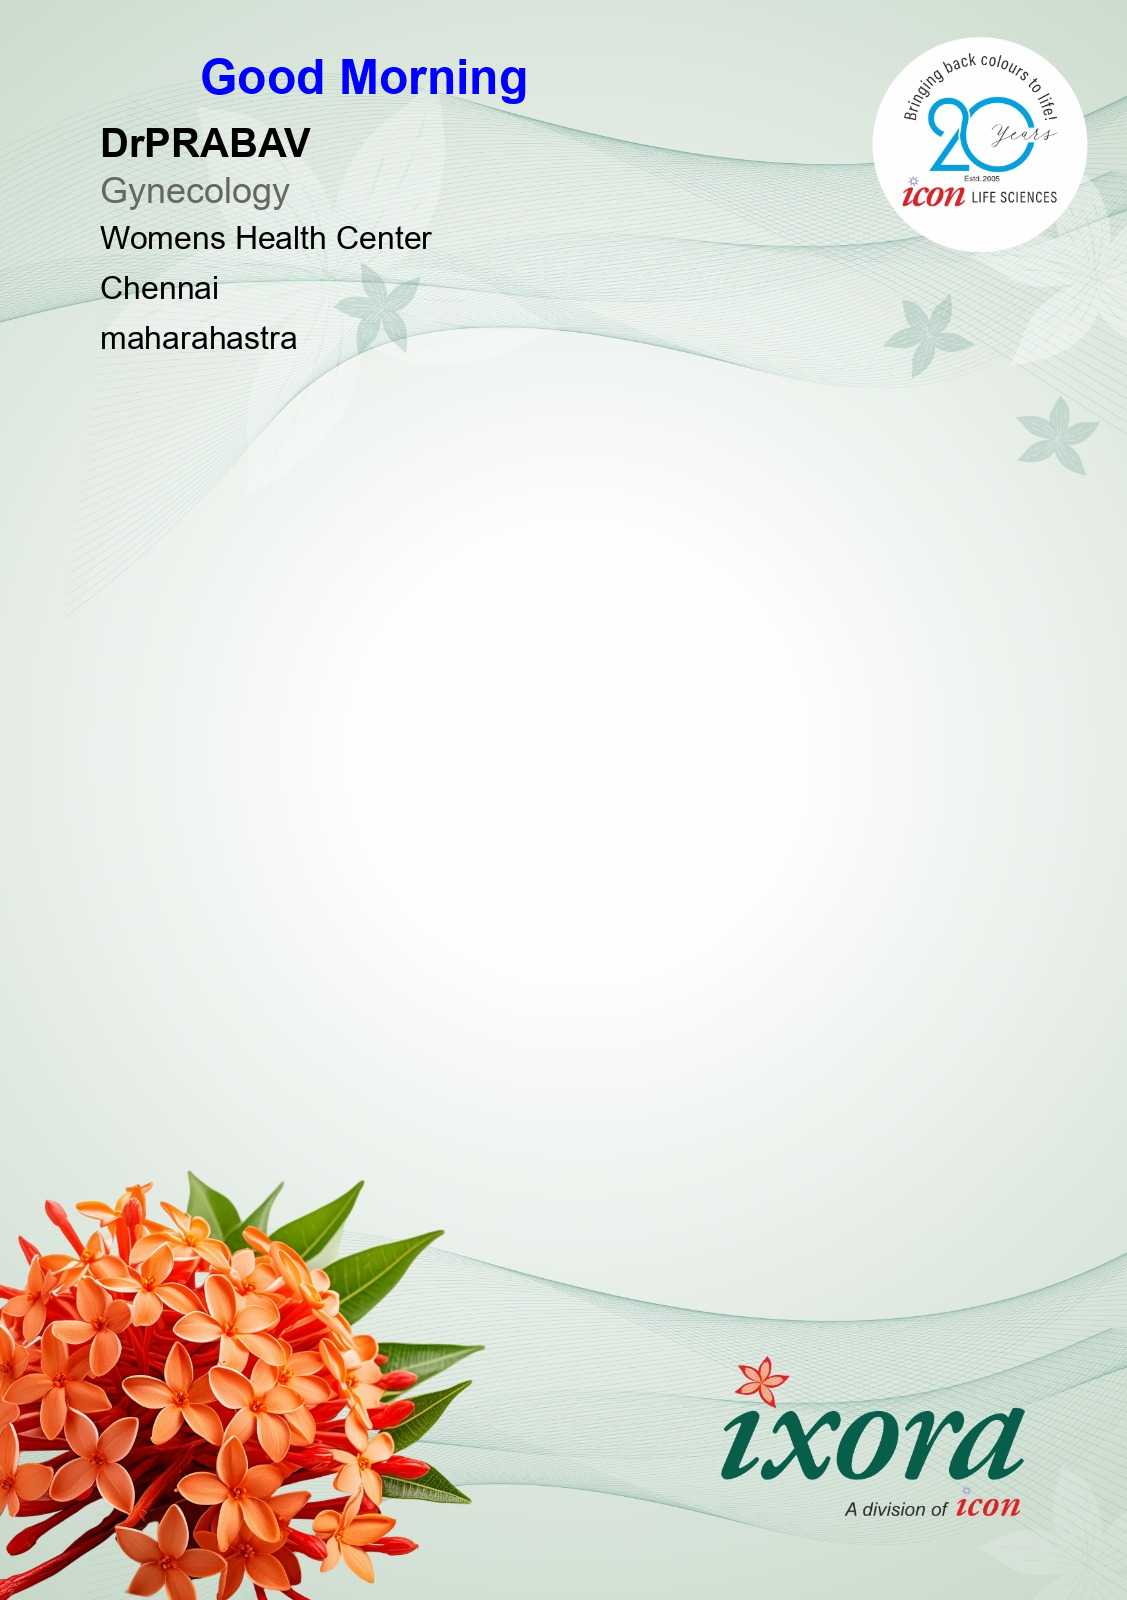 Good Morning
DrPRABAV
Gynecology
Womens Health Center
Chennai
maharahastra
Bringing back colours to life!
20 Years
Estd. 2005
icon LIFE SCIENCES
ixora
A division of icon